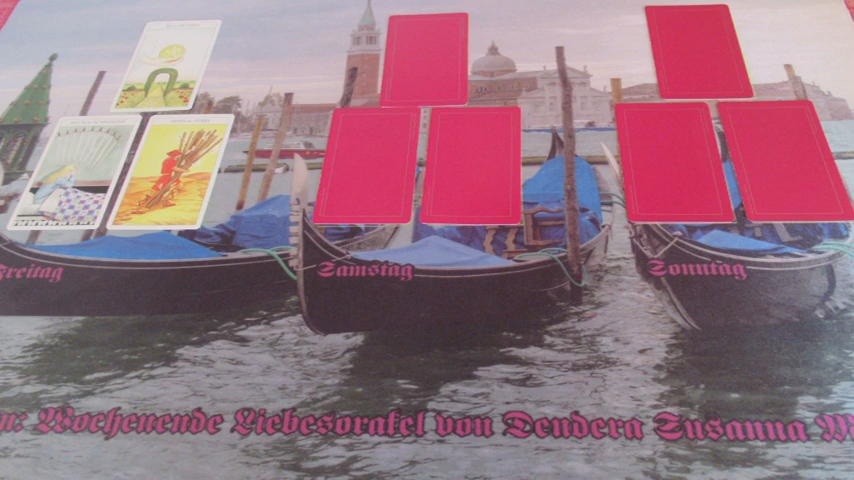 Freitag
Samstag
Sonntag
Wochenende Liebesorakel von Dendera Susanna